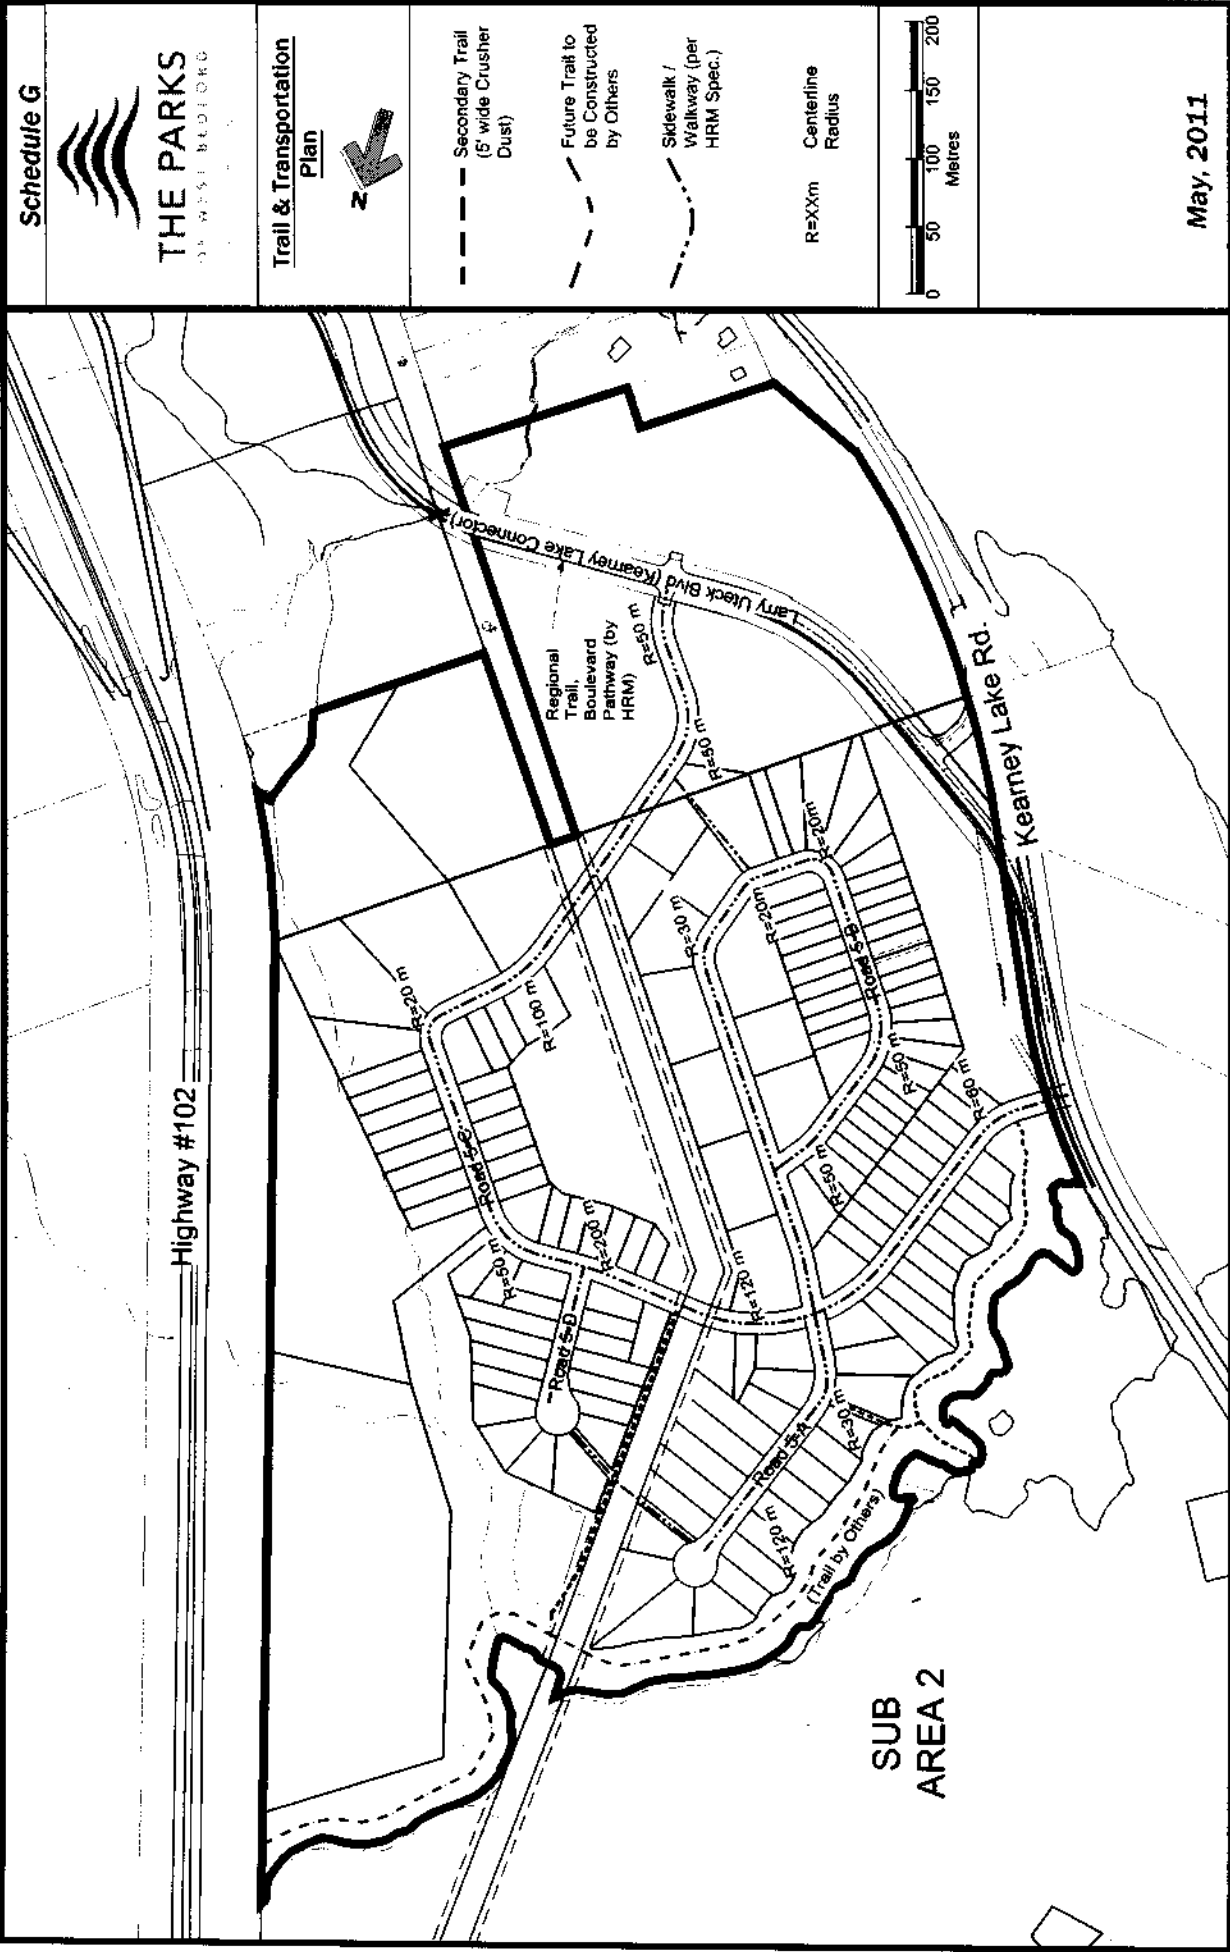 Schedule G
THE PARKS
OF WEST BEDFORD
Trail & Transportation
Plan
N
Secondary Trail
(5' wide Crusher
Dust)
Future Trail to
be Constructed
by Others
Sidewalk /
Walkway (per
HRM Spec.)
R=XXm
Centerline
Radius
0 50 100 150 200
Metres
May, 2011
Highway #102
Larry Uteck Blvd (Kearney Lake Connector)
Regional
Trail,
Boulevard
Pathway (by
HRM)
Kearney Lake Rd.
R=50 m
R=50 m
R=20 m
R=100 m
R=30 m
R=20m
R=20m
Road 5-B
Road 5-C
R=50 m
R=200 m
Road 5-D
R=120 m
R=50 m
R=50 m
R=80 m
Road 5-A
R=30 m
R=120 m
(Trail by Others)
SUB
AREA 2